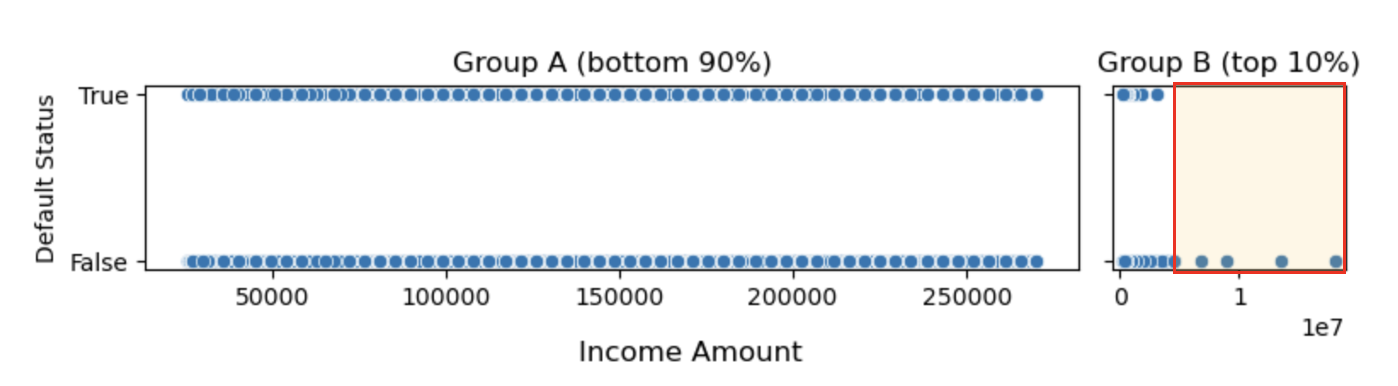 Group A (bottom 90%)
Group B (top 10%)
Default Status
True
False
50000 100000 150000 200000 250000
0 1
1e7
Income Amount